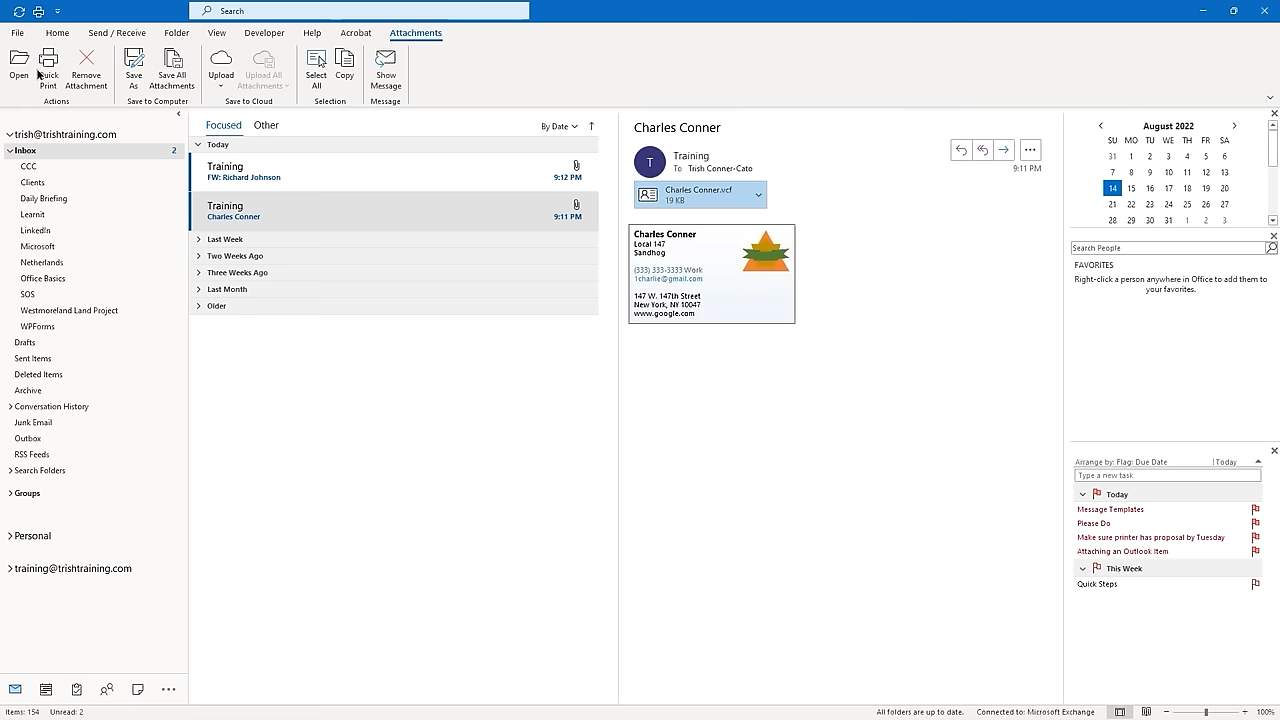 Search
File Home Send / Receive Folder View Developer Help Acrobat Attachments
Open Quick Print Remove Attachment Save As Save All Attachments Upload Upload All Attachments Select All Copy Show Message
Actions Save to Computer Save to Cloud Selection Message
trish@trishtraining.com
Inbox 2
CCC
Clients
Daily Briefing
Learnit
LinkedIn
Microsoft
Netherlands
Office Basics
SOS
Westmoreland Land Project
WPForms
Drafts
Sent Items
Deleted Items
Archive
Conversation History
Junk Email
Outbox
RSS Feeds
Search Folders
Groups
Personal
training@trishtraining.com
Focused Other By Date
Today
Training
FW: Richard Johnson 9:12 PM
Training
Charles Conner 9:11 PM
Last Week
Two Weeks Ago
Three Weeks Ago
Last Month
Older
Charles Conner
T
Training
To Trish Conner-Cato
9:11 PM
Charles Conner.vcf
19 KB
Charles Conner
Local 147
Sandhog
(333) 333-3333 Work
1charlie@gmail.com
147 W. 147th Street
New York, NY 10047
www.google.com
August 2022
SU MO TU WE TH FR SA
31 1 2 3 4 5 6
7 8 9 10 11 12 13
14 15 16 17 18 19 20
21 22 23 24 25 26 27
28 29 30 31 1 2 3
Search People
FAVORITES
Right-click a person anywhere in Office to add them to
your favorites.
Arrange by: Flag: Due Date Today
Type a new task
Today
Message Templates
Please Do
Make sure printer has proposal by Tuesday
Attaching an Outlook Item
This Week
Quick Steps
Items: 154 Unread: 2 All folders are up to date. Connected to: Microsoft Exchange 100%